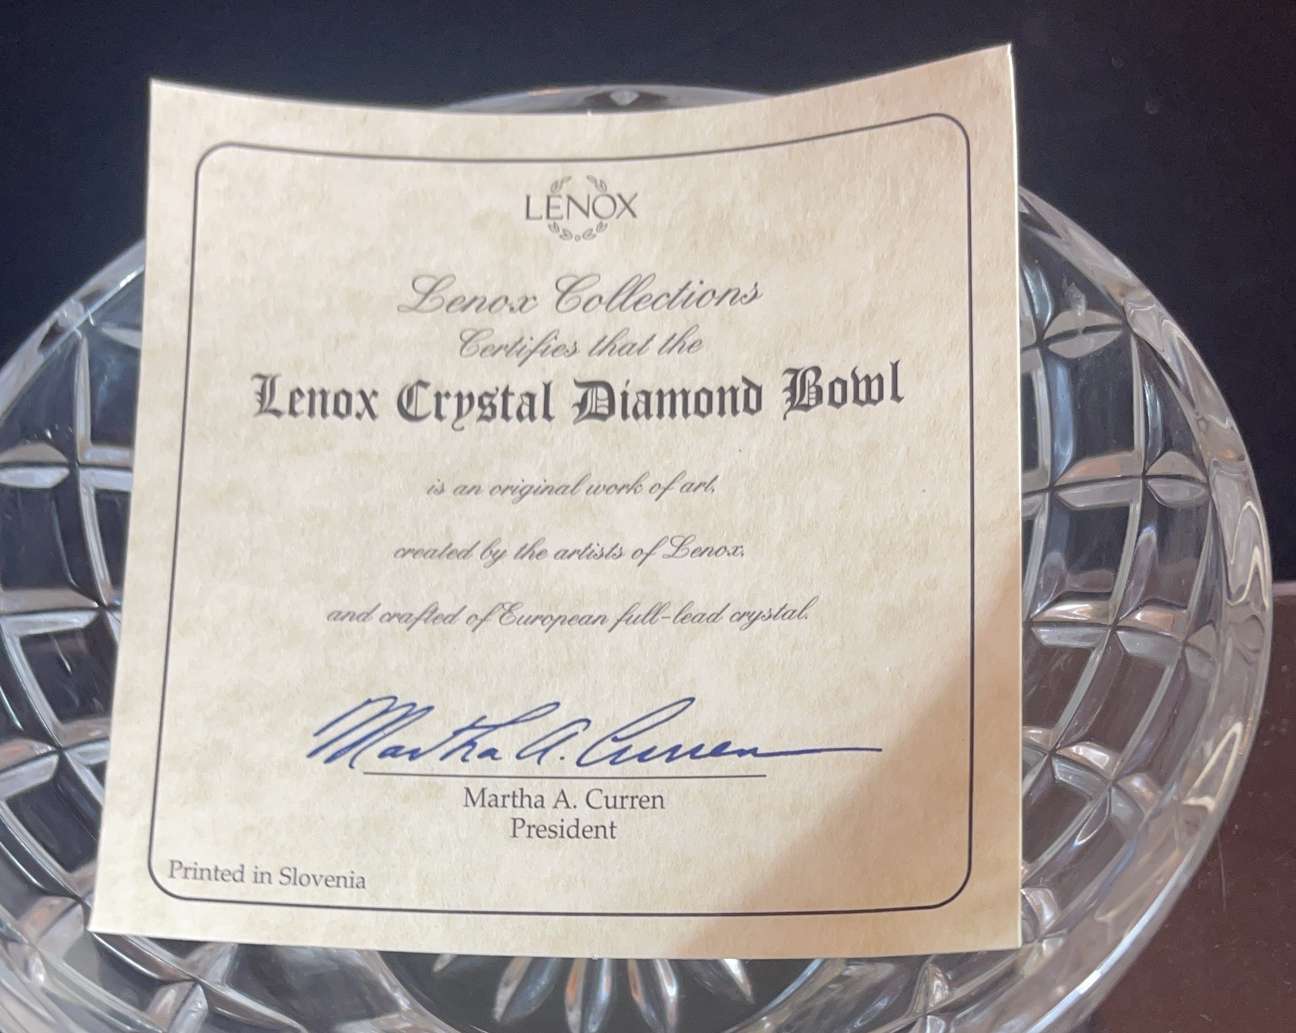 LENOX
Lenox Collections
Certifies that the
Lenox Crystal Diamond Bowl
is an original work of art,
created by the artists of Lenox,
and crafted of European full-lead crystal.
Martha A. Curren
Martha A. Curren
President
Printed in Slovenia